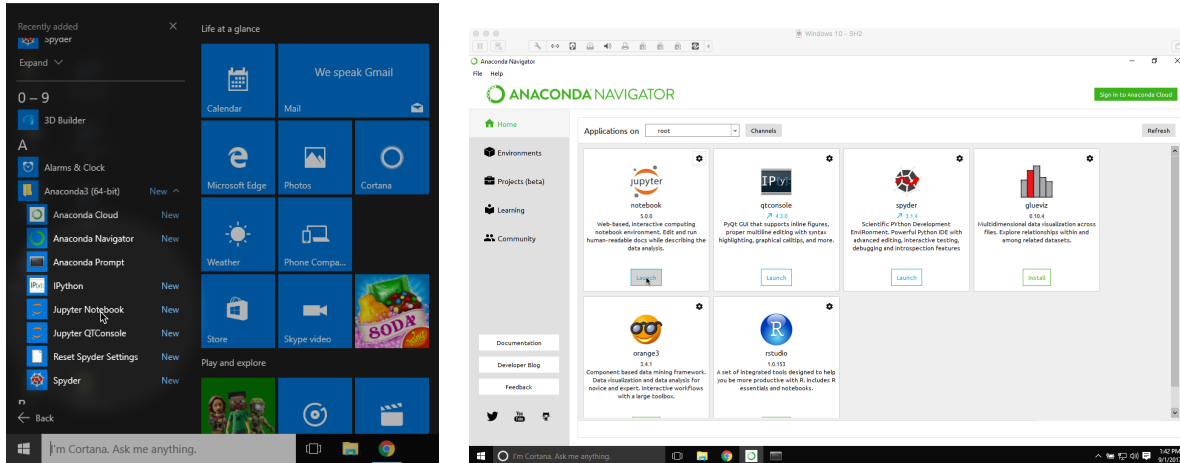 Recently added
Spyder
Expand
0 – 9
3D Builder
A
Alarms & Clock
Anaconda3 (64-bit) New
Anaconda Cloud New
Anaconda Navigator New
Anaconda Prompt
IPython New
Jupyter Notebook New
Jupyter QTConsole New
Reset Spyder Settings New
Spyder New
Back
I'm Cortana. Ask me anything.
Life at a glance
Calendar
We speak Gmail
Mail
Microsoft Edge
Photos
Cortana
Weather
Phone Compa...
Store
Skype video
SODA
Play and explore
Windows 10 - SH2
Anaconda Navigator
File Help
ANACONDA NAVIGATOR
Sign in to Anaconda Cloud
Home
Environments
Projects (beta)
Learning
Community
Documentation
Developer Blog
Feedback
You
Tube
Applications on root Channels
Refresh
jupyter
notebook
5.0.0
Web-based, interactive computing
notebook environment. Edit and run
human-readable docs while describing the
data analysis.
Launch
IP[y]:
qtconsole
4.3.0
PyQt GUI that supports inline figures,
proper multiline editing with syntax
highlighting, graphical calltips, and more.
Launch
spyder
3.1.4
Scientific PYthon Development
EnviRonment. Powerful Python IDE with
advanced editing, interactive testing,
debugging and introspection features
Launch
glueviz
0.10.4
Multidimensional data visualization across
files. Explore relationships within and
among related datasets.
Install
orange3
3.4.1
Component based data mining framework.
Data visualization and data analysis for
novice and expert. Interactive workflows
with a large toolbox.
R
rstudio
1.0.153
A set of integrated tools designed to help
you be more productive with R. Includes R
essentials and notebooks.
I'm Cortana. Ask me anything.
1:42 PM